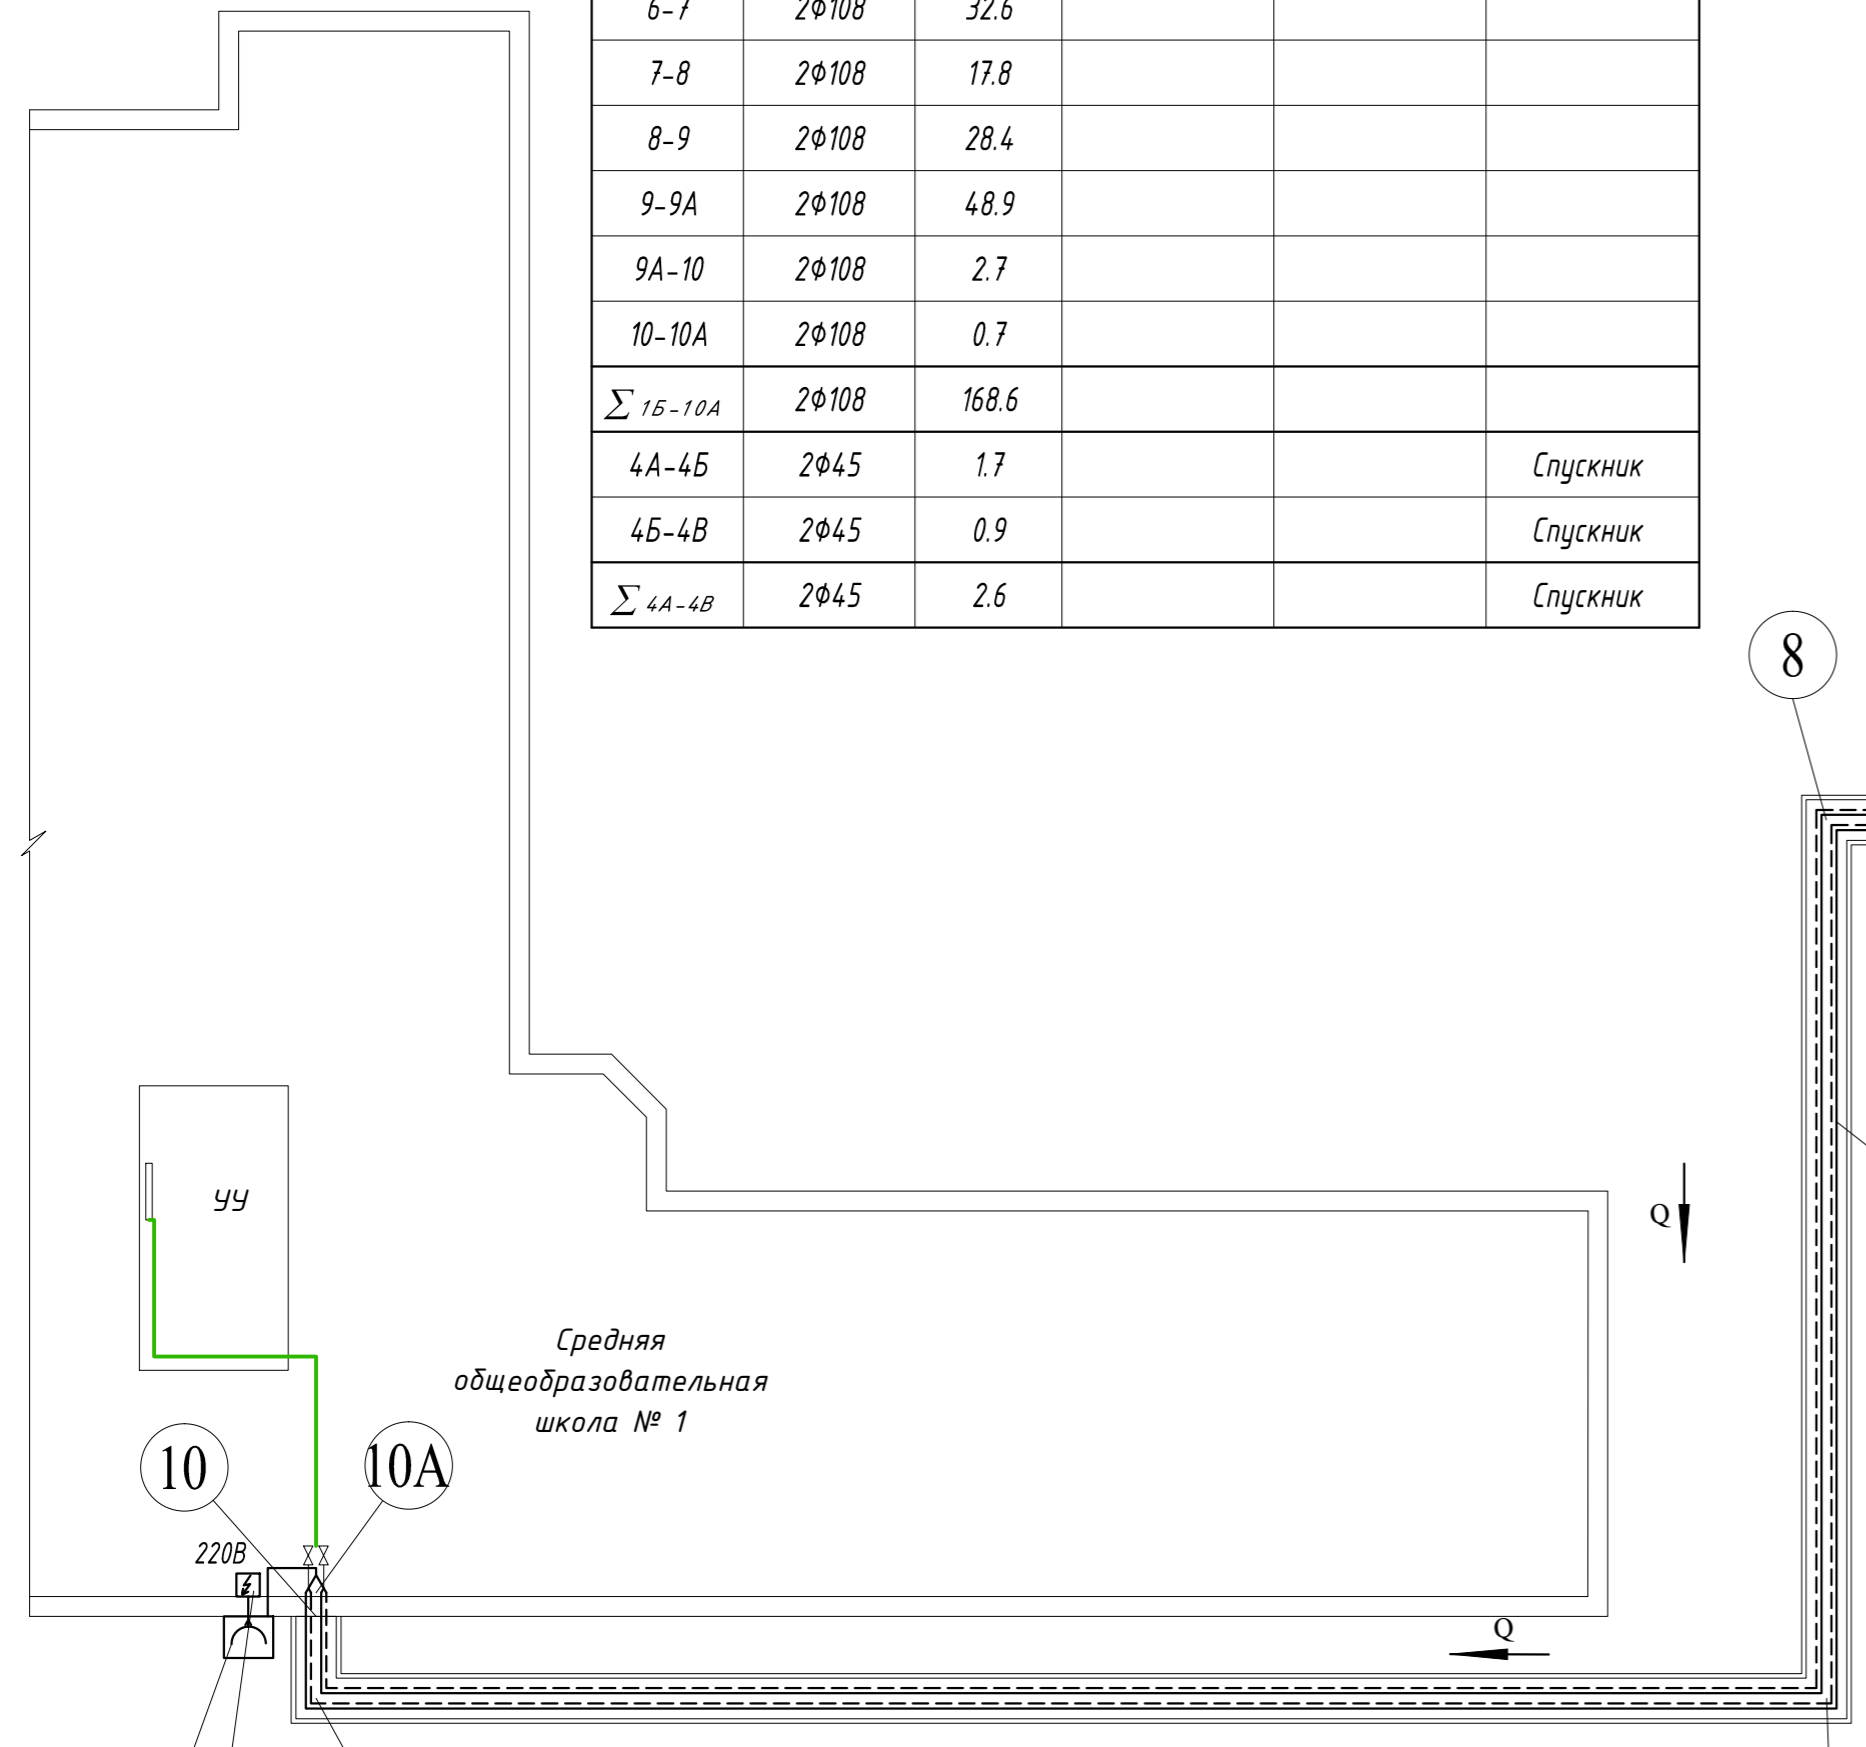 6-7 2Ф108 32.6
7-8 2Ф108 17.8
8-9 2Ф108 28.4
9-9А 2Ф108 48.9
9А-10 2Ф108 2.7
10-10А 2Ф108 0.7
∑ 1Б-10А 2Ф108 168.6
4А-4Б 2Ф45 1.7 Спускник
4Б-4В 2Ф45 0.9 Спускник
∑ 4А-4В 2Ф45 2.6 Спускник
8
УУ
Q
Средняя
общеобразовательная
школа № 1
10
10А
220В
Q